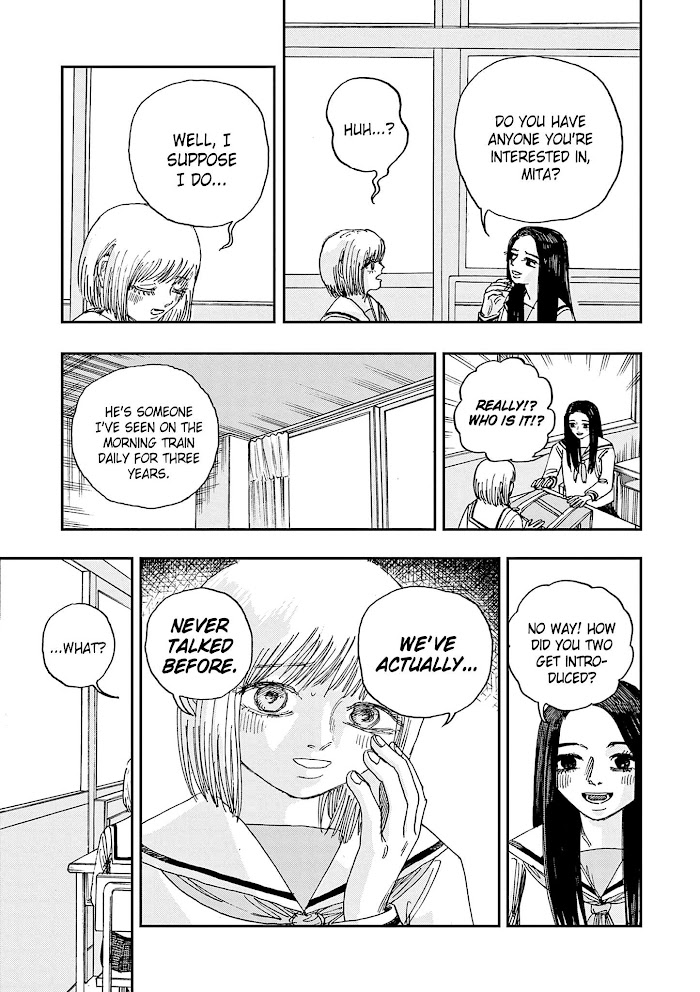 DO YOU HAVE
ANYONE YOU'RE
INTERESTED IN,
MITA?
HUH...?
WELL, I
SUPPOSE
I DO...
REALLY!?
WHO IS IT!?
HE'S SOMEONE
I'VE SEEN ON THE
MORNING TRAIN
DAILY FOR THREE
YEARS.
NO WAY! HOW
DID YOU TWO
GET INTRO-
DUCED?
WE'VE
ACTUALLY...
NEVER
TALKED
BEFORE.
...WHAT?